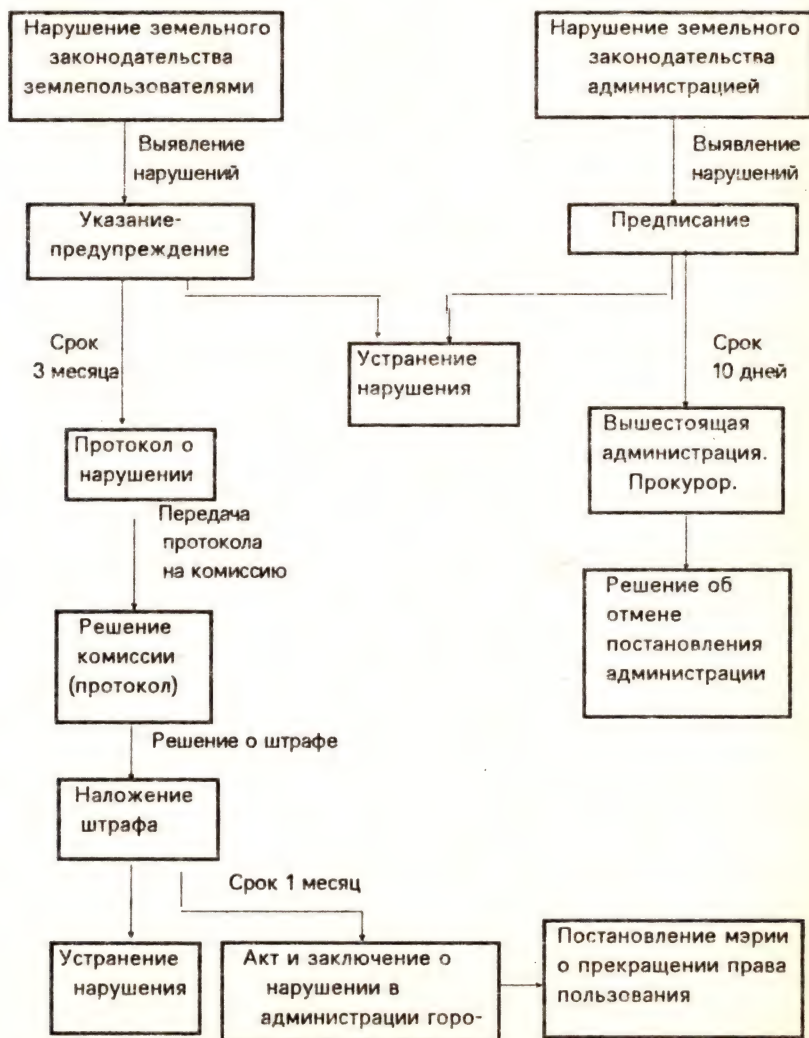 Нарушение земельного
законодательства
землепользователями
Нарушение земельного
законодательства
администрацией
Выявление
нарушений
Выявление
нарушений
Указание-
предупреждение
Предписание
Срок
3 месяца
Устранение
нарушения
Срок
10 дней
Протокол о
нарушении
Вышестоящая
администрация.
Прокурор.
Передача
протокола
на комиссию
Решение об
отмене
постановления
администрации
Решение
комиссии
(протокол)
Решение о штрафе
Наложение
штрафа
Срок 1 месяц
Устранение
нарушения
Акт и заключение о
нарушении в
администрации горо-
Постановление мэрии
о прекращении права
пользования